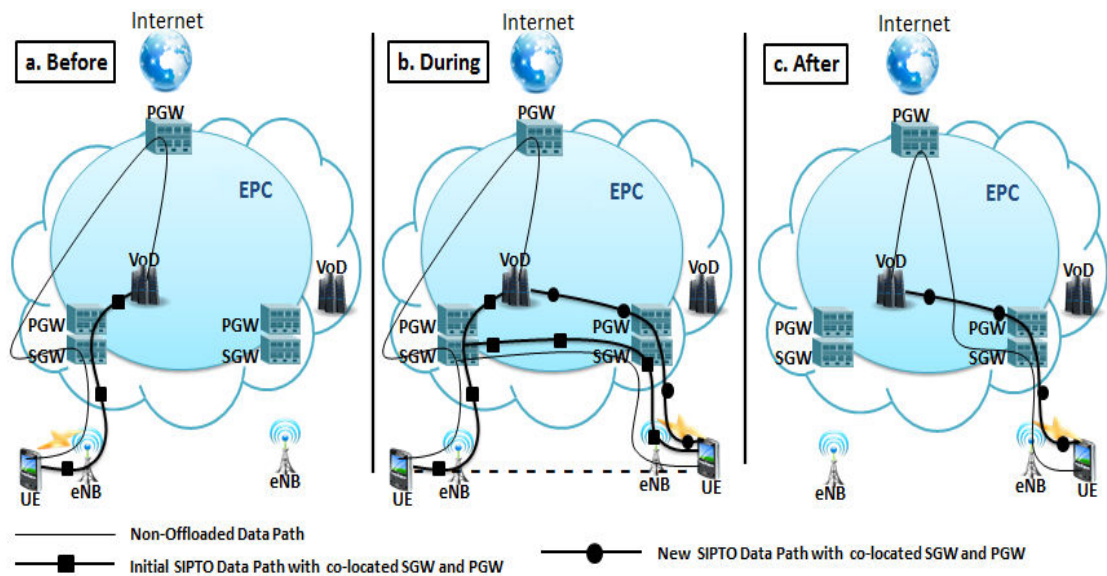 Internet
Internet
Internet
a. Before
b. During
c. After
PGW
PGW
PGW
EPC
EPC
EPC
VoD
VoD
VoD
VoD
VoD
VoD
PGW
PGW
PGW
PGW
PGW
PGW
SGW
SGW
SGW
SGW
SGW
SGW
UE
eNB
eNB
UE
eNB
eNB
UE
eNB
eNB
UE
Non-Offloaded Data Path
Initial SIPTO Data Path with co-located SGW and PGW
New SIPTO Data Path with co-located SGW and PGW